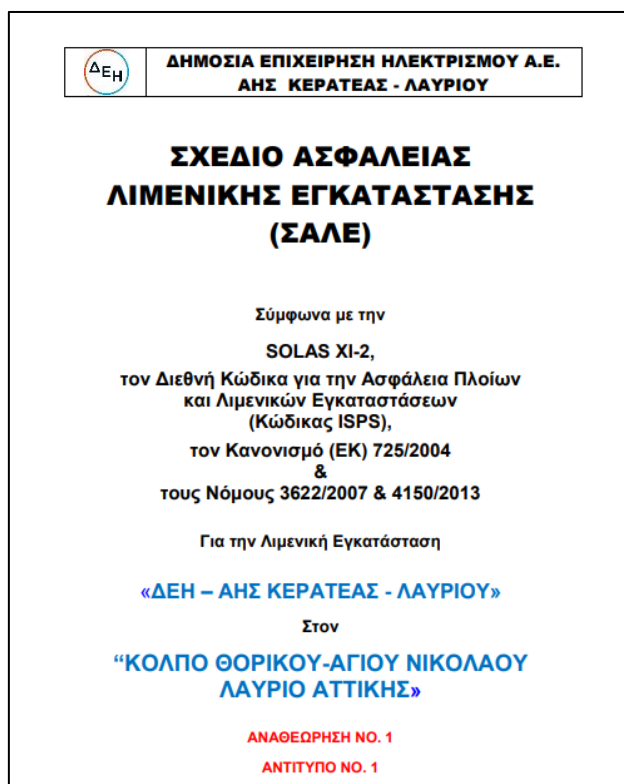 ΔΕΗ
ΔΗΜΟΣΙΑ ΕΠΙΧΕΙΡΗΣΗ ΗΛΕΚΤΡΙΣΜΟΥ Α.Ε.
ΑΗΣ ΚΕΡΑΤΕΑΣ - ΛΑΥΡΙΟΥ
ΣΧΕΔΙΟ ΑΣΦΑΛΕΙΑΣ
ΛΙΜΕΝΙΚΗΣ ΕΓΚΑΤΑΣΤΑΣΗΣ
(ΣΑΛΕ)
Σύμφωνα με την
SOLAS XI-2,
τον Διεθνή Κώδικα για την Ασφάλεια Πλοίων
και Λιμενικών Εγκαταστάσεων
(Κώδικας ISPS),
τον Κανονισμό (ΕΚ) 725/2004
&
τους Νόμους 3622/2007 & 4150/2013
Για την Λιμενική Εγκατάσταση
«ΔΕΗ – ΑΗΣ ΚΕΡΑΤΕΑΣ - ΛΑΥΡΙΟΥ»
Στον
“ΚΟΛΠΟ ΘΟΡΙΚΟΥ-ΑΓΙΟΥ ΝΙΚΟΛΑΟΥ
ΛΑΥΡΙΟ ΑΤΤΙΚΗΣ»
ΑΝΑΘΕΩΡΗΣΗ NO. 1
ΑΝΤΙΤΥΠΟ NO. 1